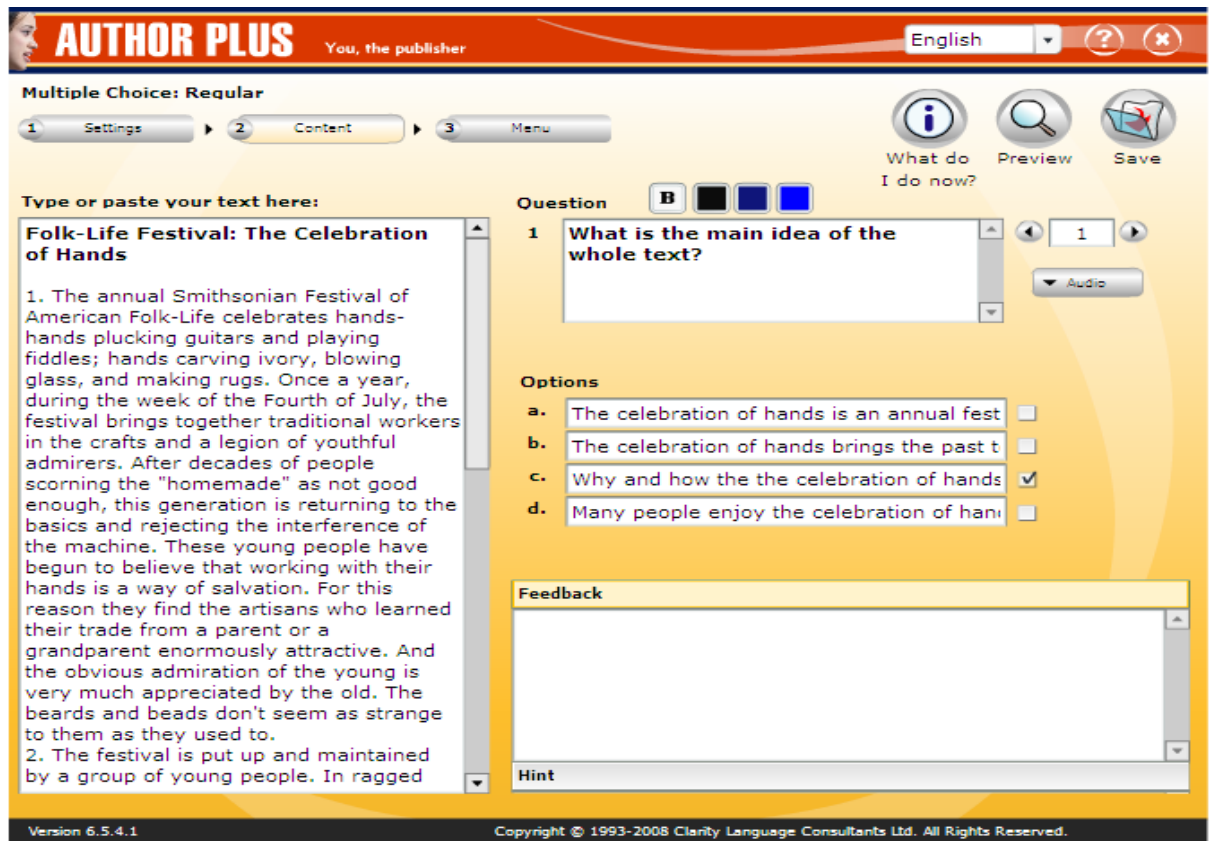 AUTHOR PLUS
You, the publisher
English
?
Multiple Choice: Regular
1 Settings
2 Content
3 Menu
What do
I do now?
Preview
Save
Type or paste your text here:
Folk-Life Festival: The Celebration
of Hands
1. The annual Smithsonian Festival of
American Folk-Life celebrates hands-
hands plucking guitars and playing
fiddles; hands carving ivory, blowing
glass, and making rugs. Once a year,
during the week of the Fourth of July, the
festival brings together traditional workers
in the crafts and a legion of youthful
admirers. After decades of people
scorning the "homemade" as not good
enough, this generation is returning to the
basics and rejecting the interference of
the machine. These young people have
begun to believe that working with their
hands is a way of salvation. For this
reason they find the artisans who learned
their trade from a parent or a
grandparent enormously attractive. And
the obvious admiration of the young is
very much appreciated by the old. The
beards and beads don't seem as strange
to them as they used to.
2. The festival is put up and maintained
by a group of young people. In ragged
Question
B
1 What is the main idea of the
whole text?
1
Audio
Options
a. The celebration of hands is an annual fest
b. The celebration of hands brings the past t
c. Why and how the the celebration of hands
d. Many people enjoy the celebration of han
Feedback
Hint
Version 6.5.4.1
Copyright © 1993-2008 Clarity Language Consultants Ltd. All Rights Reserved.